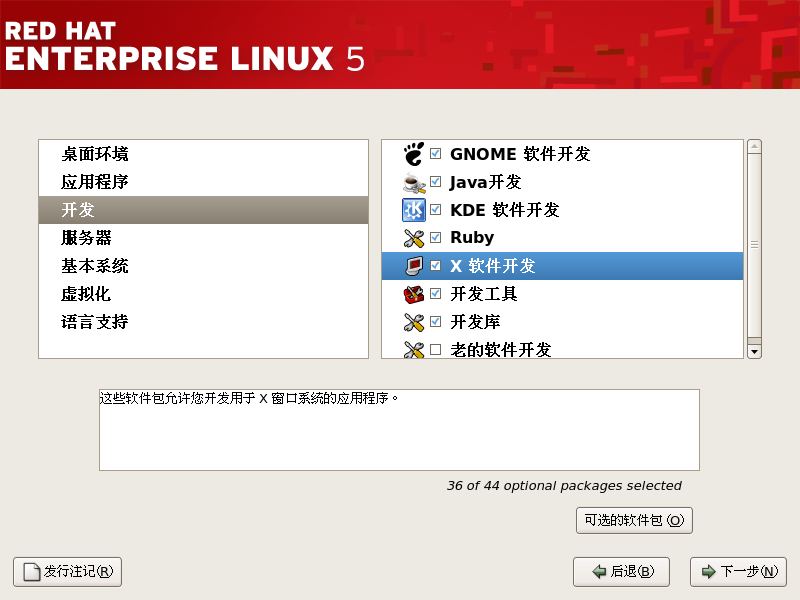 RED HAT
ENTERPRISE LINUX 5
桌面环境
应用程序
开发
服务器
基本系统
虚拟化
语言支持
GNOME 软件开发
Java开发
KDE 软件开发
Ruby
X 软件开发
开发工具
开发库
老的软件开发
这些软件包允许您开发用于 X 窗口系统的应用程序。
36 of 44 optional packages selected
可选的软件包(O)
发行注记(R)
后退(B)
下一步(N)